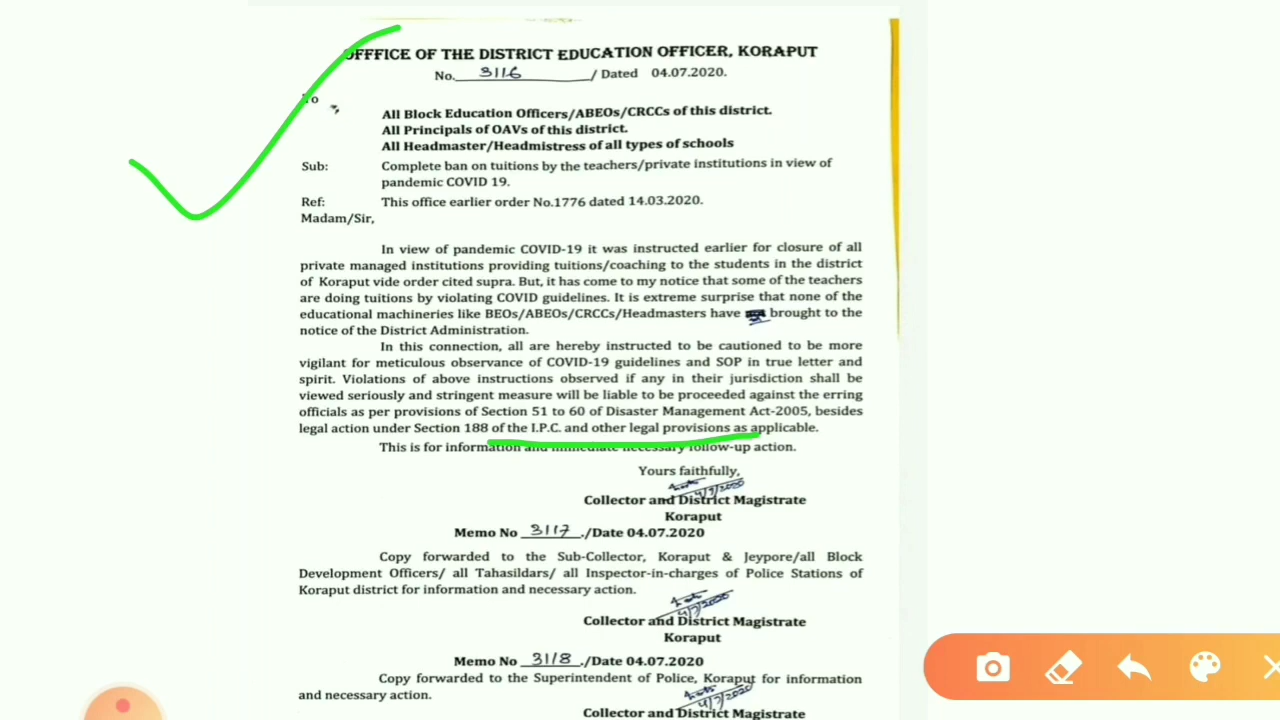 OFFFICE OF THE DISTRICT EDUCATION OFFICER, KORAPUT
No. 3116 / Dated 04.07.2020.
To
All Block Education Officers/ABEOs/CRCCs of this district.
All Principals of OAVs of this district.
All Headmaster/Headmistress of all types of schools
Sub: Complete ban on tuitions by the teachers/private institutions in view of
pandemic COVID 19.
Ref: This office earlier order No.1776 dated 14.03.2020.
Madam/Sir,
In view of pandemic COVID-19 it was instructed earlier for closure of all
private managed institutions providing tuitions/coaching to the students in the district
of Koraput vide order cited supra. But, it has come to my notice that some of the teachers
are doing tuitions by violating COVID guidelines. It is extreme surprise that none of the
educational machineries like BEOs/ABEOs/CRCCs/Headmasters have brought to the
notice of the District Administration.
In this connection, all are hereby instructed to be cautioned to be more
vigilant for meticulous observance of COVID-19 guidelines and SOP in true letter and
spirit. Violations of above instructions observed if any in their jurisdiction shall be
viewed seriously and stringent measure will be liable to be proceeded against the erring
officials as per provisions of Section 51 to 60 of Disaster Management Act-2005, besides
legal action under Section 188 of the I.P.C. and other legal provisions as applicable.
This is for information and immediate necessary follow-up action.
Yours faithfully,
4/7/2020
Collector and District Magistrate
Koraput
Memo No 3117 ./Date 04.07.2020
Copy forwarded to the Sub-Collector, Koraput & Jeypore/all Block
Development Officers/ all Tahasildars/ all Inspector-in-charges of Police Stations of
Koraput district for information and necessary action.
4/7/2020
Collector and District Magistrate
Koraput
Memo No 3118 ./Date 04.07.2020
Copy forwarded to the Superintendent of Police, Koraput for information
and necessary action.
4/7/2020
Collector and District Magistrate